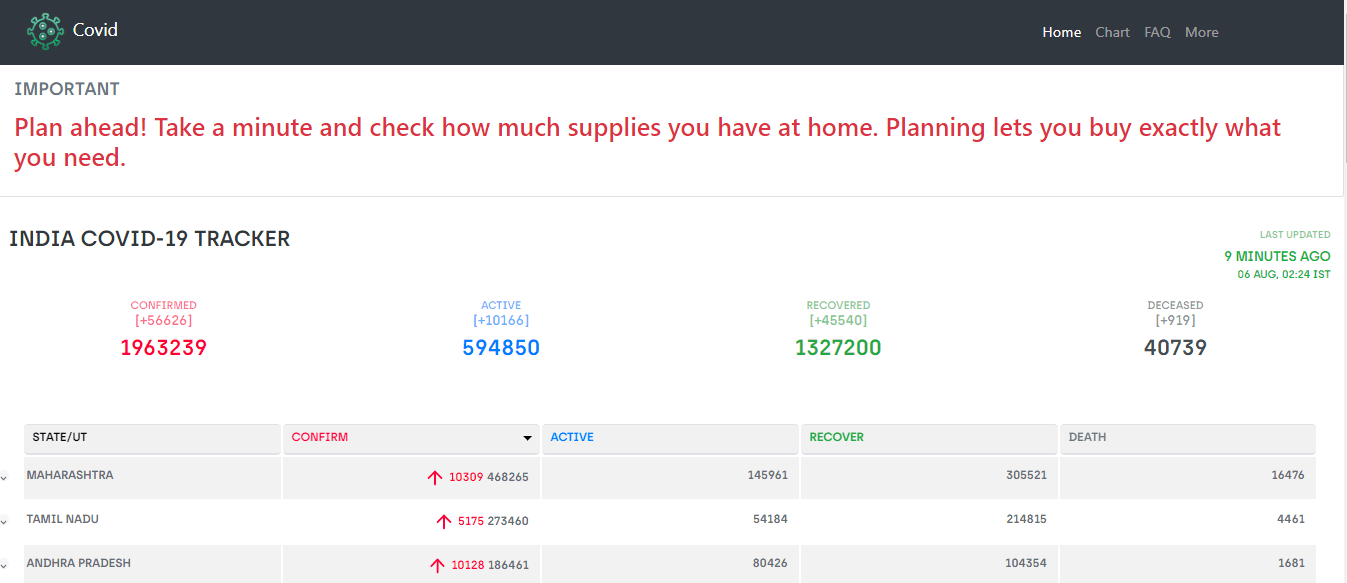 Covid
Home Chart FAQ More
IMPORTANT
Plan ahead! Take a minute and check how much supplies you have at home. Planning lets you buy exactly what
you need.
INDIA COVID-19 TRACKER
LAST UPDATED
9 MINUTES AGO
06 AUG, 02:24 IST
CONFIRMED ACTIVE RECOVERED DECEASED
[+56626] [+10166] [+45540] [+919]
1963239 594850 1327200 40739
STATE/UT CONFIRM ACTIVE RECOVER DEATH
MAHARASHTRA 10309 468265 145961 305521 16476
TAMIL NADU 5175 273460 54184 214815 4461
ANDHRA PRADESH 10128 186461 80426 104354 1681